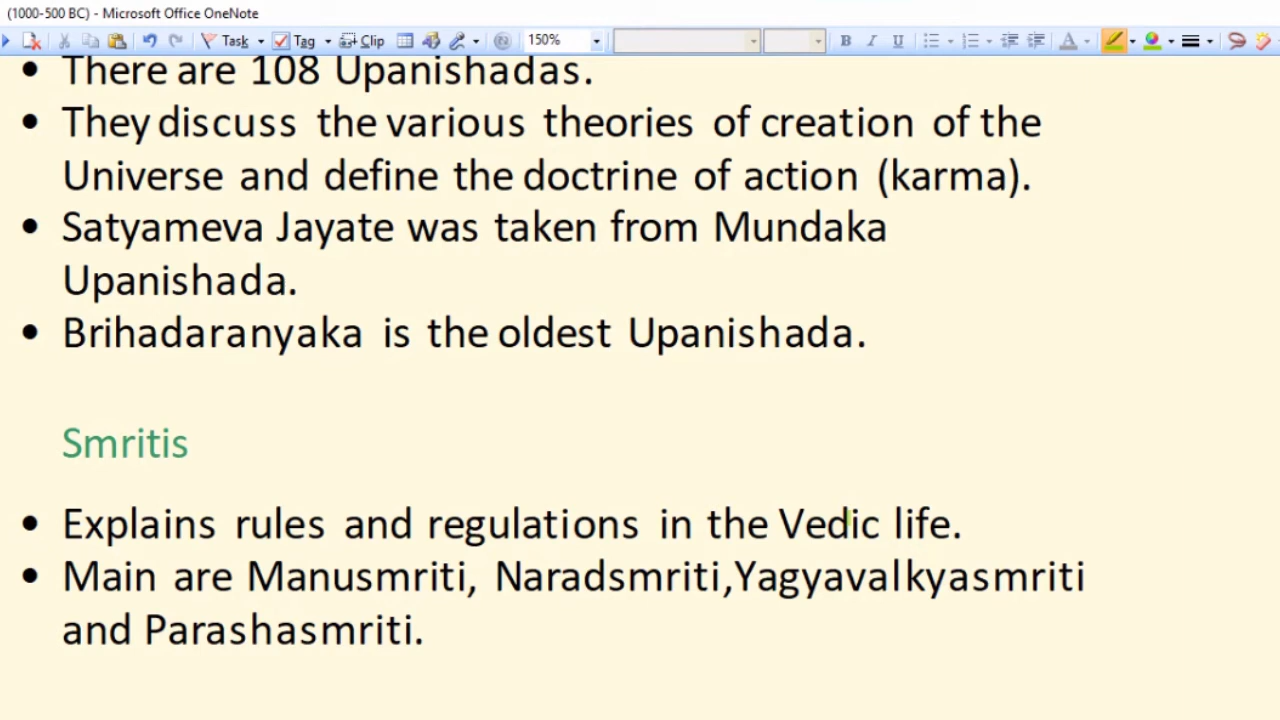 (1000-500 BC) - Microsoft Office OneNote
Task Tag Clip 150% B I U A
• There are 108 Upanishadas.
• They discuss the various theories of creation of the
Universe and define the doctrine of action (karma).
• Satyameva Jayate was taken from Mundaka
Upanishada.
• Brihadaranyaka is the oldest Upanishada.
Smritis
• Explains rules and regulations in the Vedic life.
• Main are Manusmriti, Naradsmriti,Yagyavalkyasmriti
and Parashasmriti.